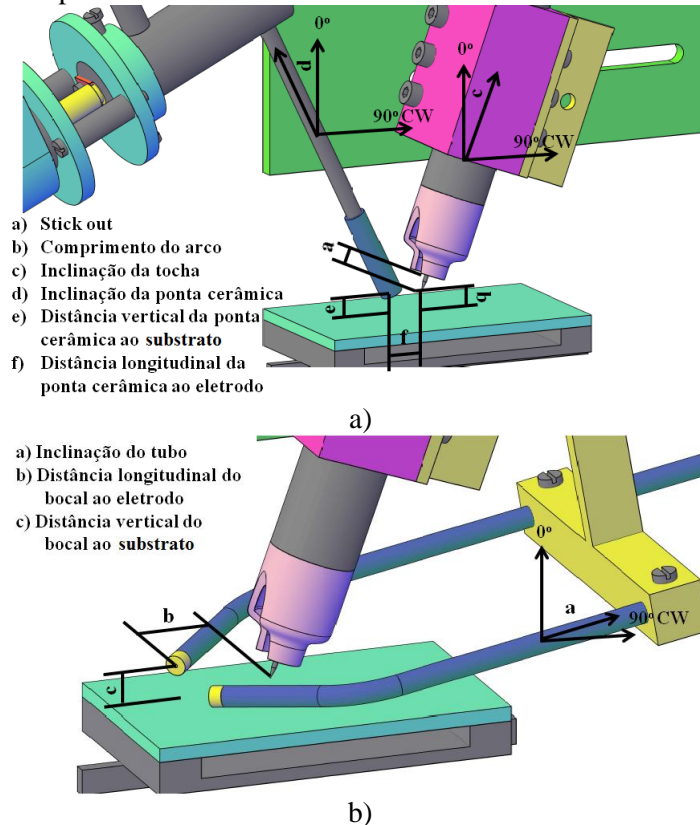 0º
d
90º CW
0º
c
90º CW
a
b
e
f
a) Stick out
b) Comprimento do arco
c) Inclinação da tocha
d) Inclinação da ponta cerâmica
e) Distância vertical da ponta
cerâmica ao substrato
f) Distância longitudinal da
ponta cerâmica ao eletrodo
a)
a) Inclinação do tubo
b) Distância longitudinal do
bocal ao eletrodo
c) Distância vertical do
bocal ao substrato
0º
a
90º CW
b
c
b)